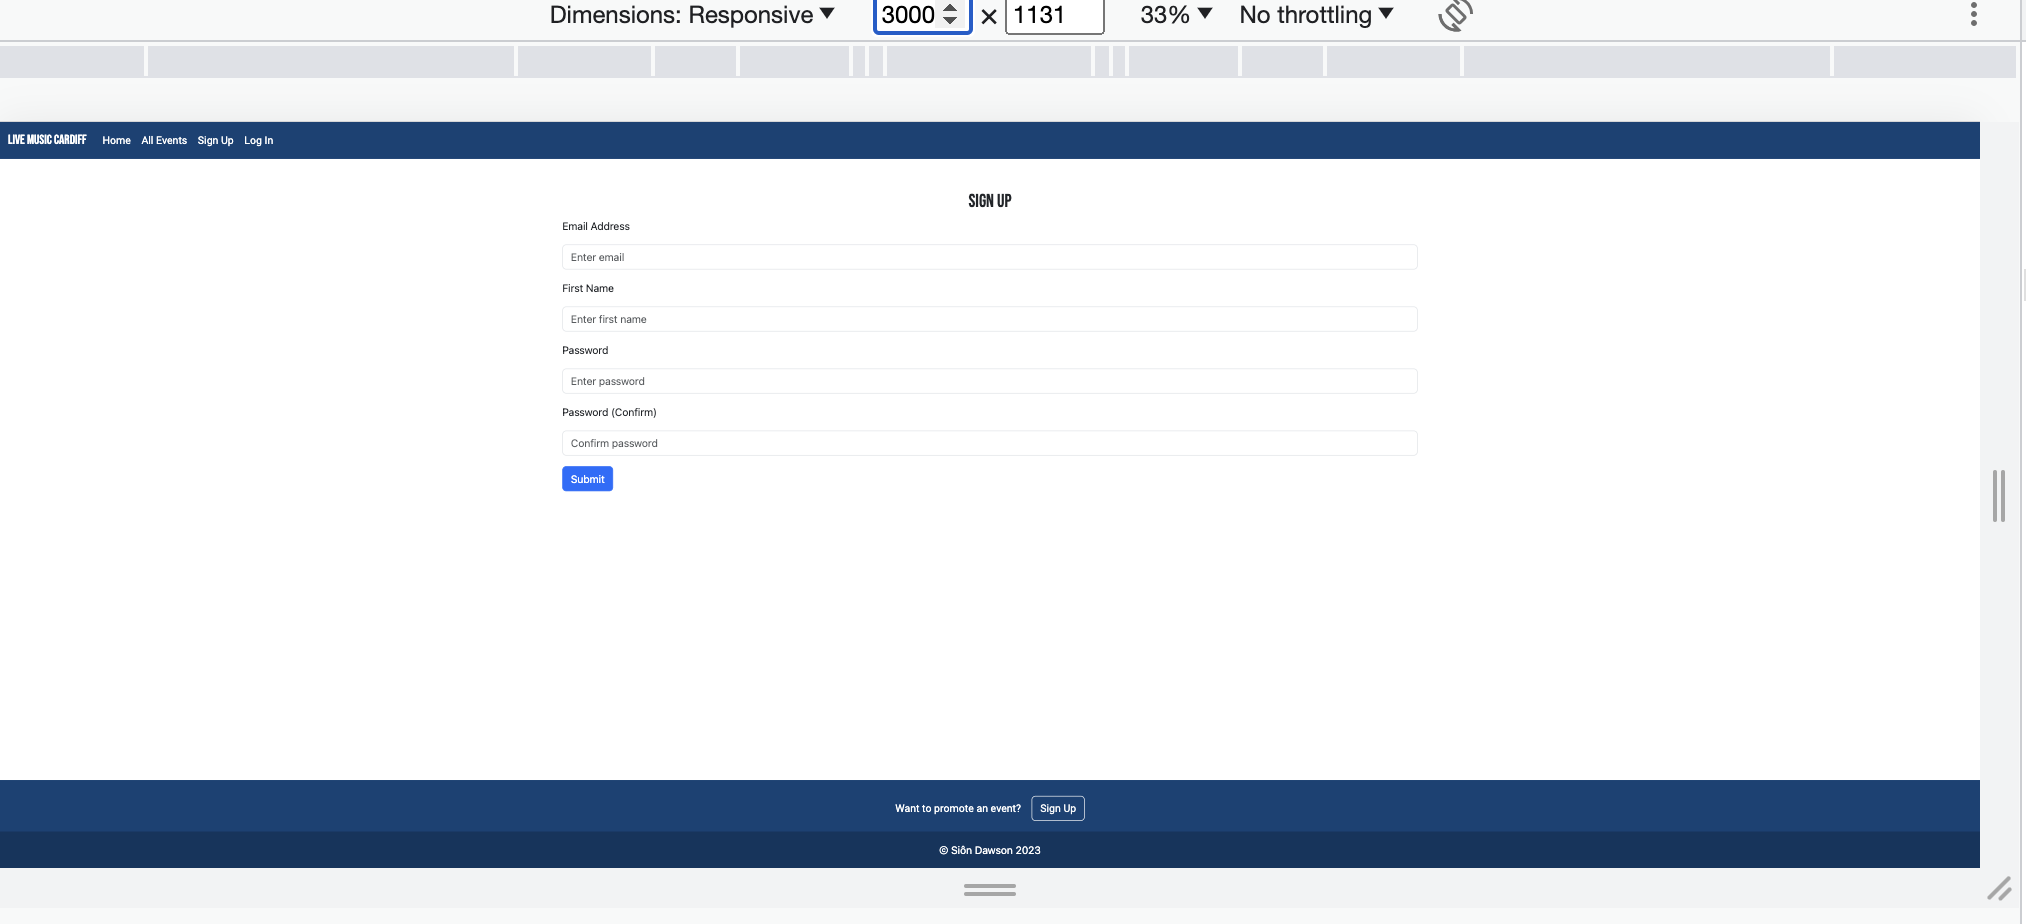 Dimensions: Responsive 3000 × 1131 33% No throttling
LIVE MUSIC CARDIFF Home All Events Sign Up Log In
SIGN UP
Email Address
Enter email
First Name
Enter first name
Password
Enter password
Password (Confirm)
Confirm password
Submit
Want to promote an event? Sign Up
© Siôn Dawson 2023